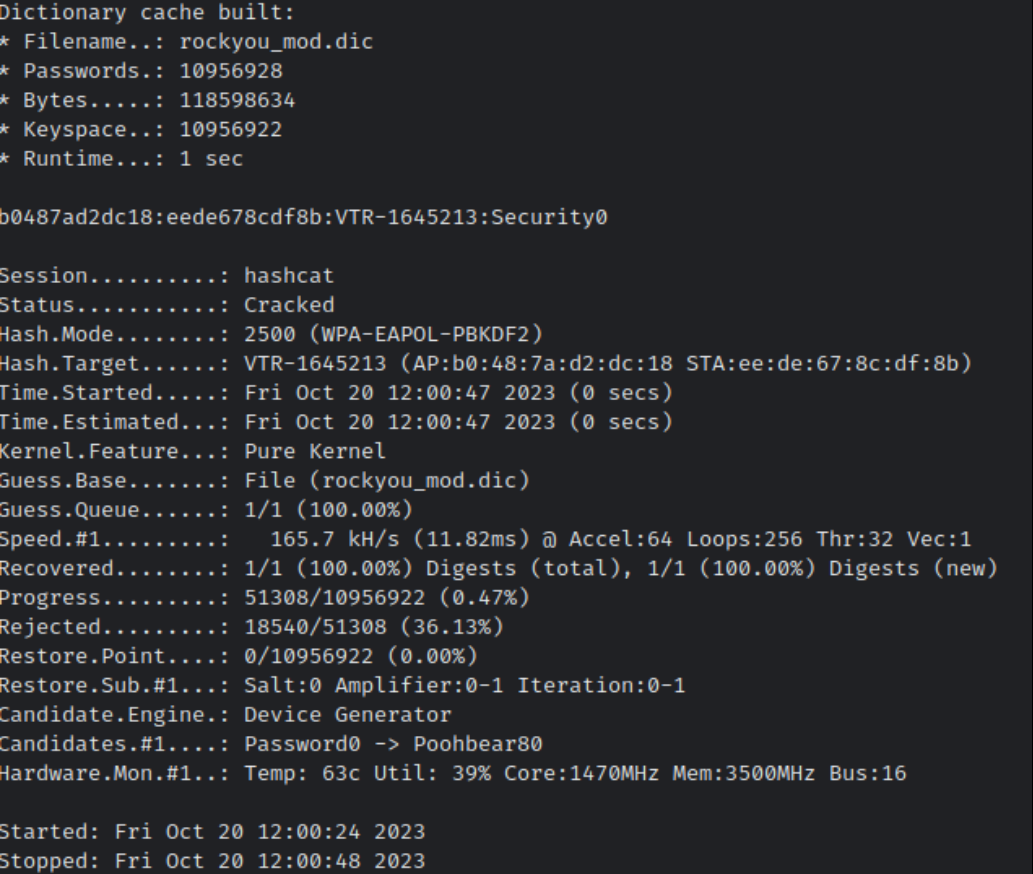 Dictionary cache built:
* Filename..: rockyou_mod.dic
* Passwords.: 10956928
* Bytes.....: 118598634
* Keyspace..: 10956922
* Runtime...: 1 sec
b0487ad2dc18:eede678cdf8b:VTR-1645213:Security0
Session..........: hashcat
Status...........: Cracked
Hash.Mode........: 2500 (WPA-EAPOL-PBKDF2)
Hash.Target......: VTR-1645213 (AP:b0:48:7a:d2:dc:18 STA:ee:de:67:8c:df:8b)
Time.Started.....: Fri Oct 20 12:00:47 2023 (0 secs)
Time.Estimated...: Fri Oct 20 12:00:47 2023 (0 secs)
Kernel.Feature...: Pure Kernel
Guess.Base.......: File (rockyou_mod.dic)
Guess.Queue......: 1/1 (100.00%)
Speed.#1.........:   165.7 kH/s (11.82ms) @ Accel:64 Loops:256 Thr:32 Vec:1
Recovered........: 1/1 (100.00%) Digests (total), 1/1 (100.00%) Digests (new)
Progress.........: 51308/10956922 (0.47%)
Rejected.........: 18540/51308 (36.13%)
Restore.Point....: 0/10956922 (0.00%)
Restore.Sub.#1...: Salt:0 Amplifier:0-1 Iteration:0-1
Candidate.Engine.: Device Generator
Candidates.#1....: Password0 -> Poohbear80
Hardware.Mon.#1..: Temp: 63c Util: 39% Core:1470MHz Mem:3500MHz Bus:16
Started: Fri Oct 20 12:00:24 2023
Stopped: Fri Oct 20 12:00:48 2023